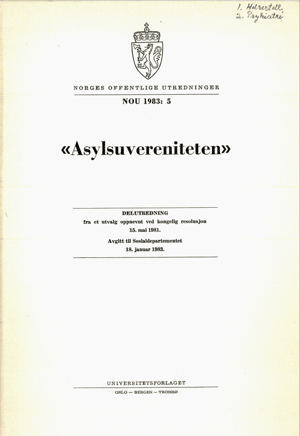 1. Helserett
2. Psykiatri
NORGES OFFENTLIGE UTREDNINGER
NOU 1983: 5
«Asylsuvereniteten»
DELUTREDNING
fra et utvalg oppnevnt ved kongelig resolusjon
15. mai 1981.
Avgitt til Sosialdepartementet
18. januar 1983.
UNIVERSITETSFORLAGET
OSLO — BERGEN — TROMSØ